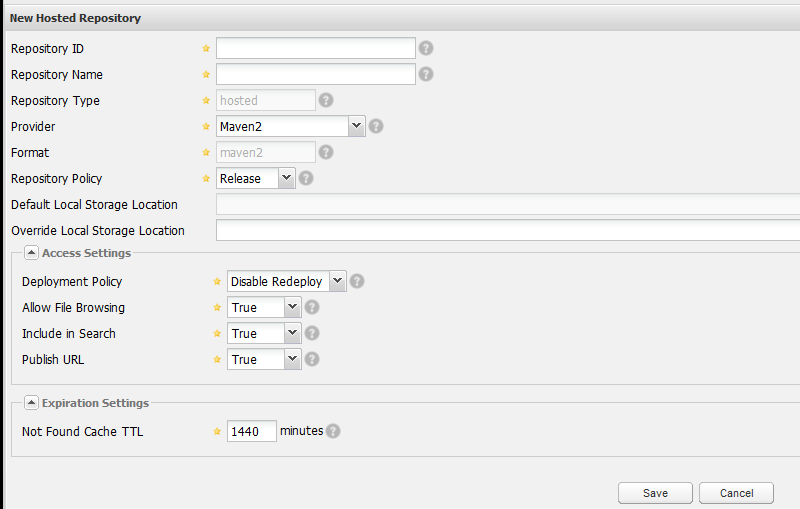 New Hosted Repository
Repository ID
Repository Name
Repository Type hosted
Provider Maven2
Format maven2
Repository Policy Release
Default Local Storage Location
Override Local Storage Location
Access Settings
Deployment Policy Disable Redeploy
Allow File Browsing True
Include in Search True
Publish URL True
Expiration Settings
Not Found Cache TTL 1440 minutes
Save Cancel